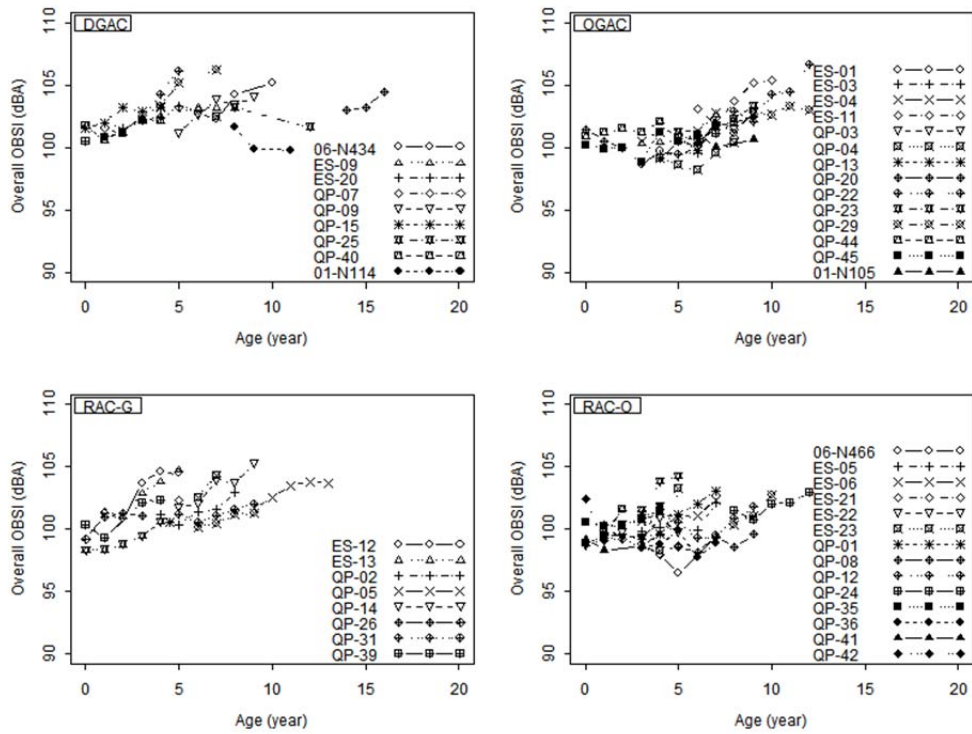 DGAC
110
105
100
95
90
Overall OBSI (dBA)
06-N434
ES-09
ES-20
QP-07
QP-09
QP-15
QP-25
QP-40
01-N114
0 5 10 15 20
Age (year)
OGAC
110
105
100
95
90
Overall OBSI (dBA)
ES-01
ES-03
ES-04
ES-11
QP-03
QP-04
QP-13
QP-20
QP-22
QP-23
QP-29
QP-44
QP-45
01-N105
0 5 10 15 20
Age (year)
RAC-G
110
105
100
95
90
Overall OBSI (dBA)
ES-12
ES-13
QP-02
QP-05
QP-14
QP-26
QP-31
QP-39
0 5 10 15 20
Age (year)
RAC-O
110
105
100
95
90
Overall OBSI (dBA)
06-N466
ES-05
ES-06
ES-21
ES-22
ES-23
QP-01
QP-08
QP-12
QP-24
QP-35
QP-36
QP-41
QP-42
0 5 10 15 20
Age (year)